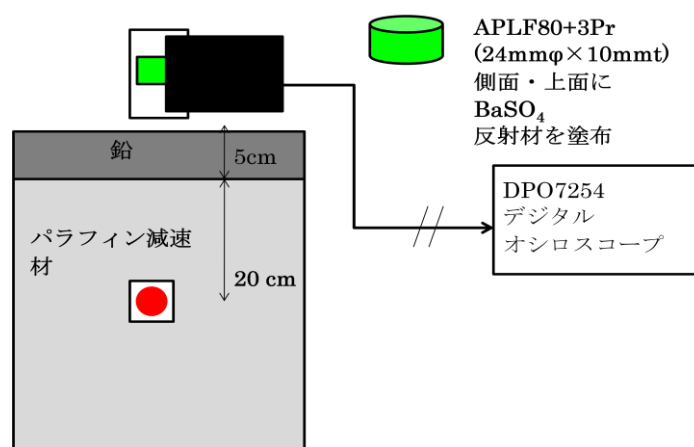 APLF80+3Pr
(24mmφ×10mmt)
側面・上面に
BaSO₄
反射材を塗布
鉛
5cm
パラフィン減速
材
20 cm
DPO7254
デジタル
オシロスコープ